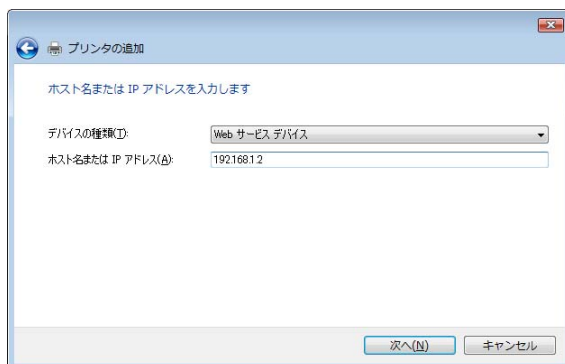 プリンタの追加
ホスト名または IP アドレスを入力します
デバイスの種類(T): Web サービス デバイス
ホスト名または IP アドレス(A): 192.168.1.2
次へ(N) キャンセル